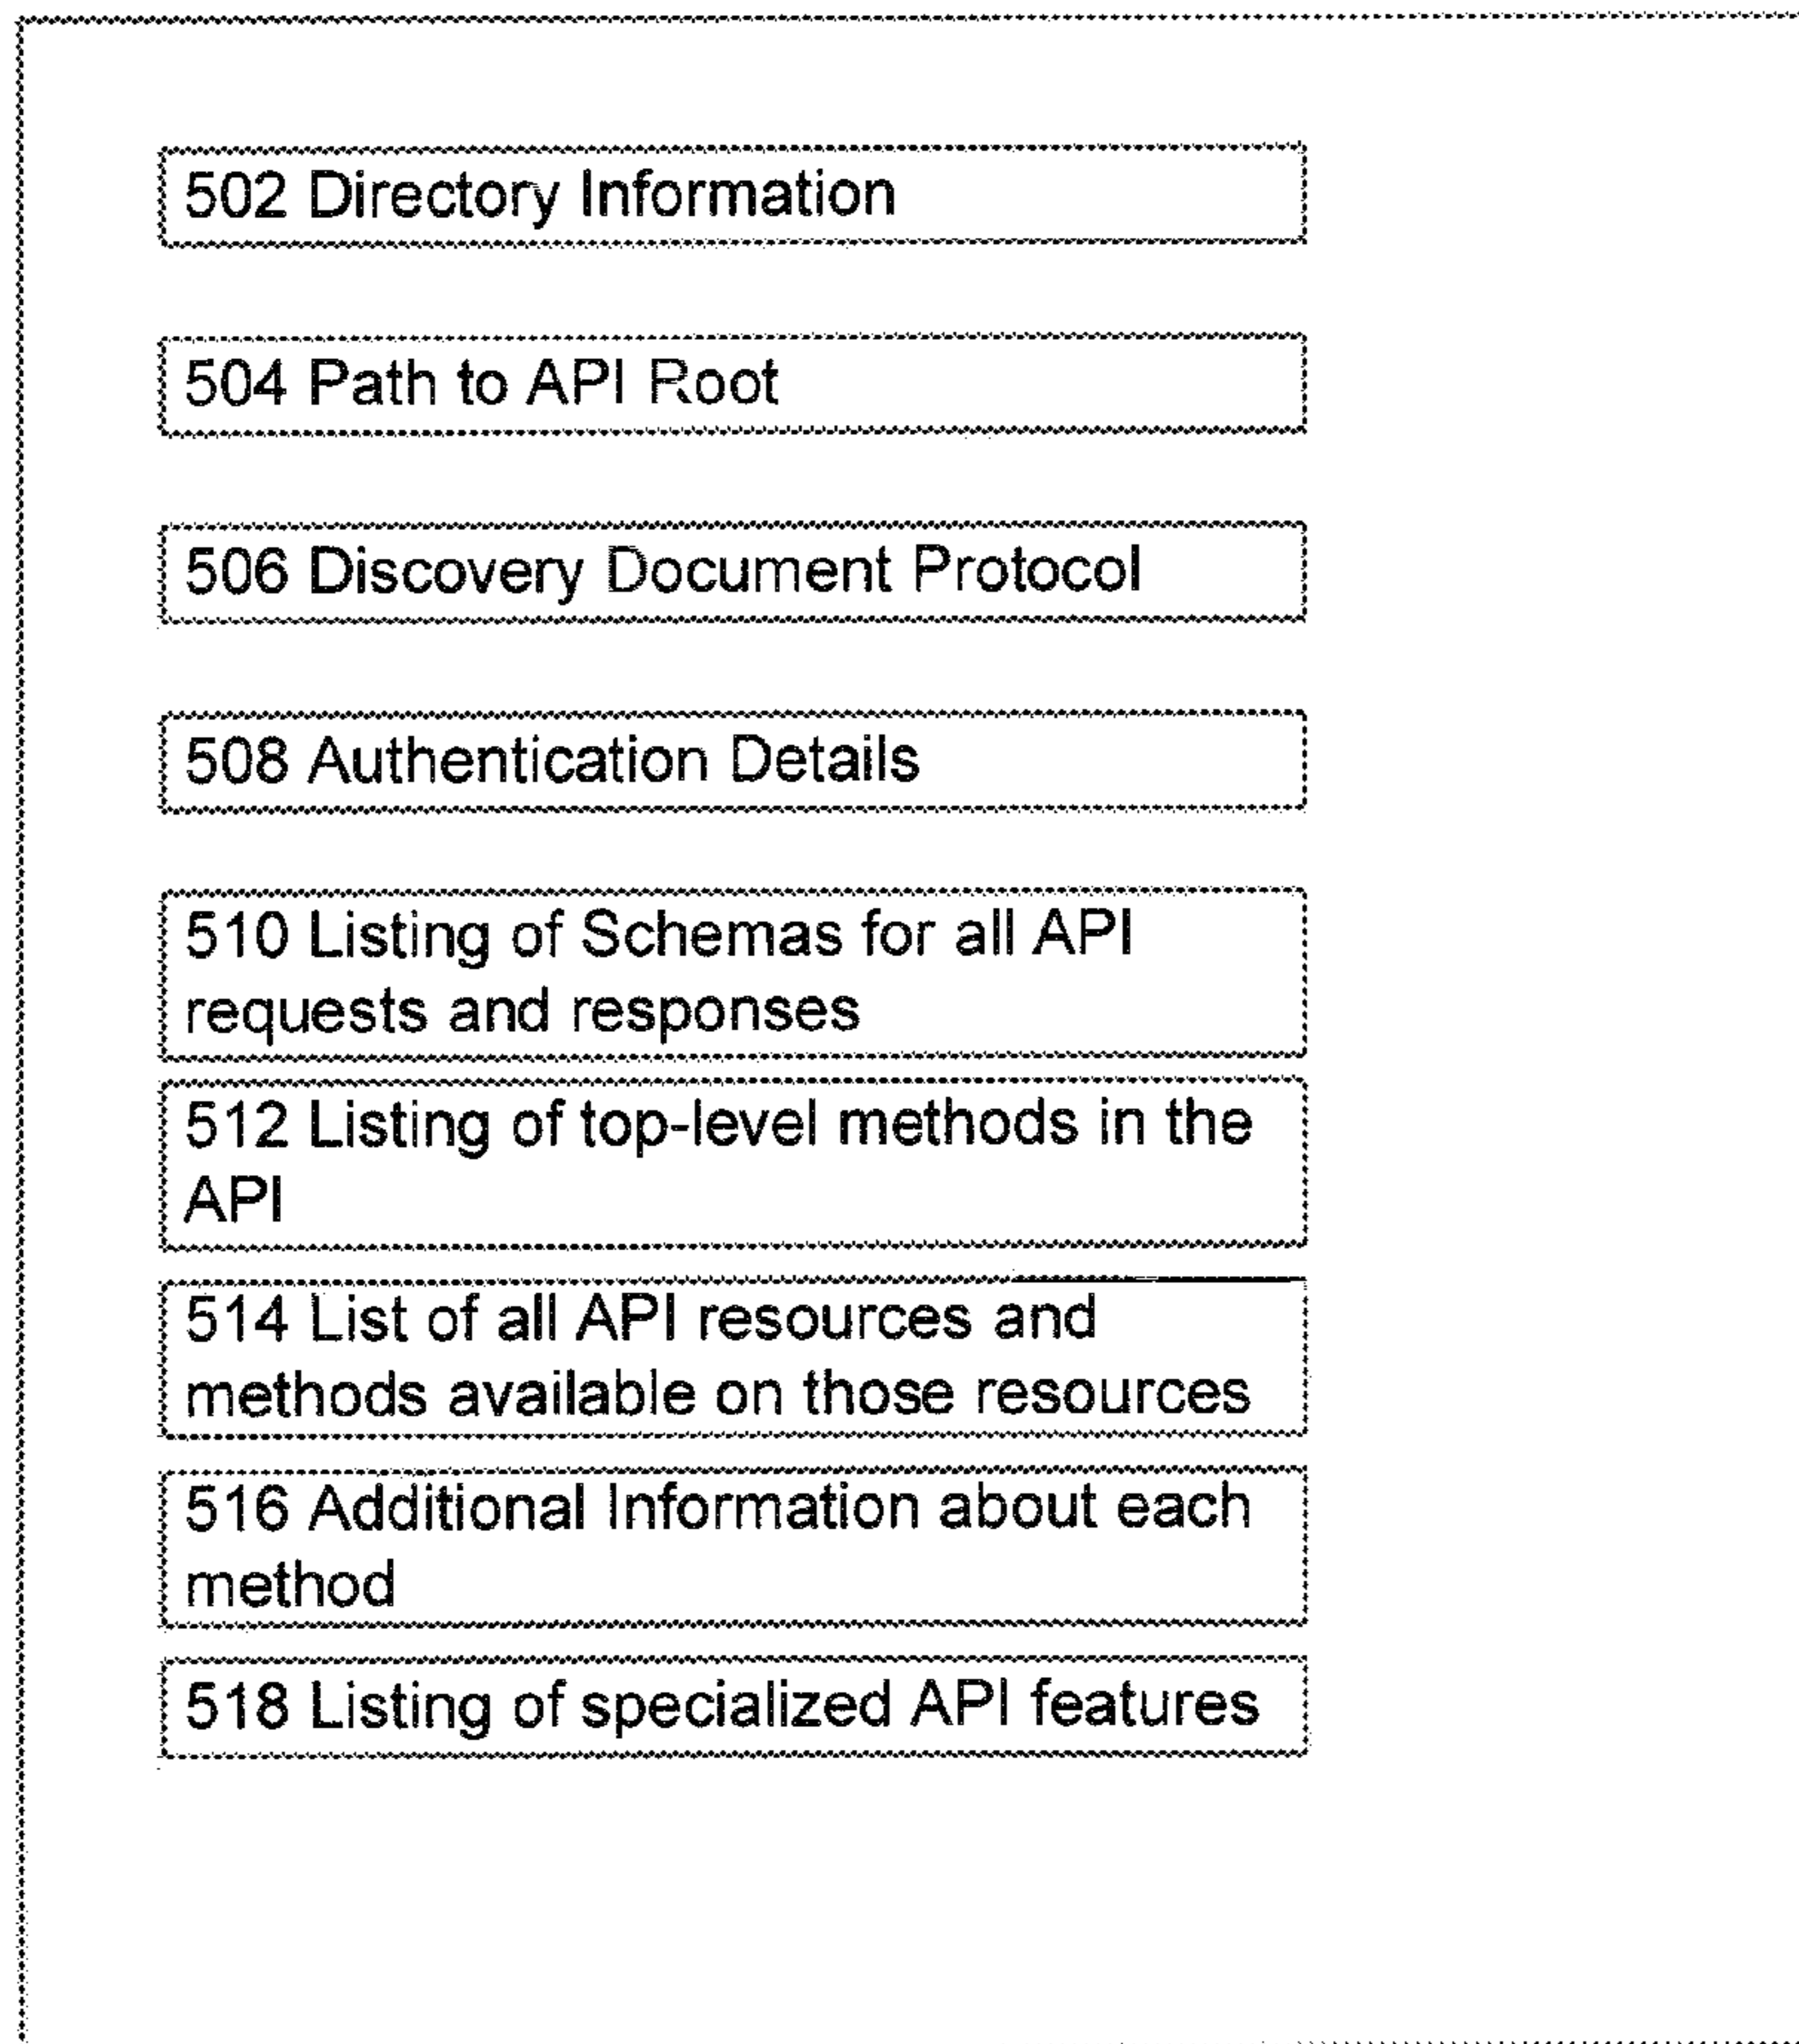 502 Directory Information
504 Path to API Root
506 Discovery Document Protocol
508 Authentication Details
510 Listing of Schemas for all API
requests and responses
512 Listing of top-level methods in the
API
514 List of all API resources and
methods available on those resources
516 Additional Information about each
method
518 Listing of specialized API features